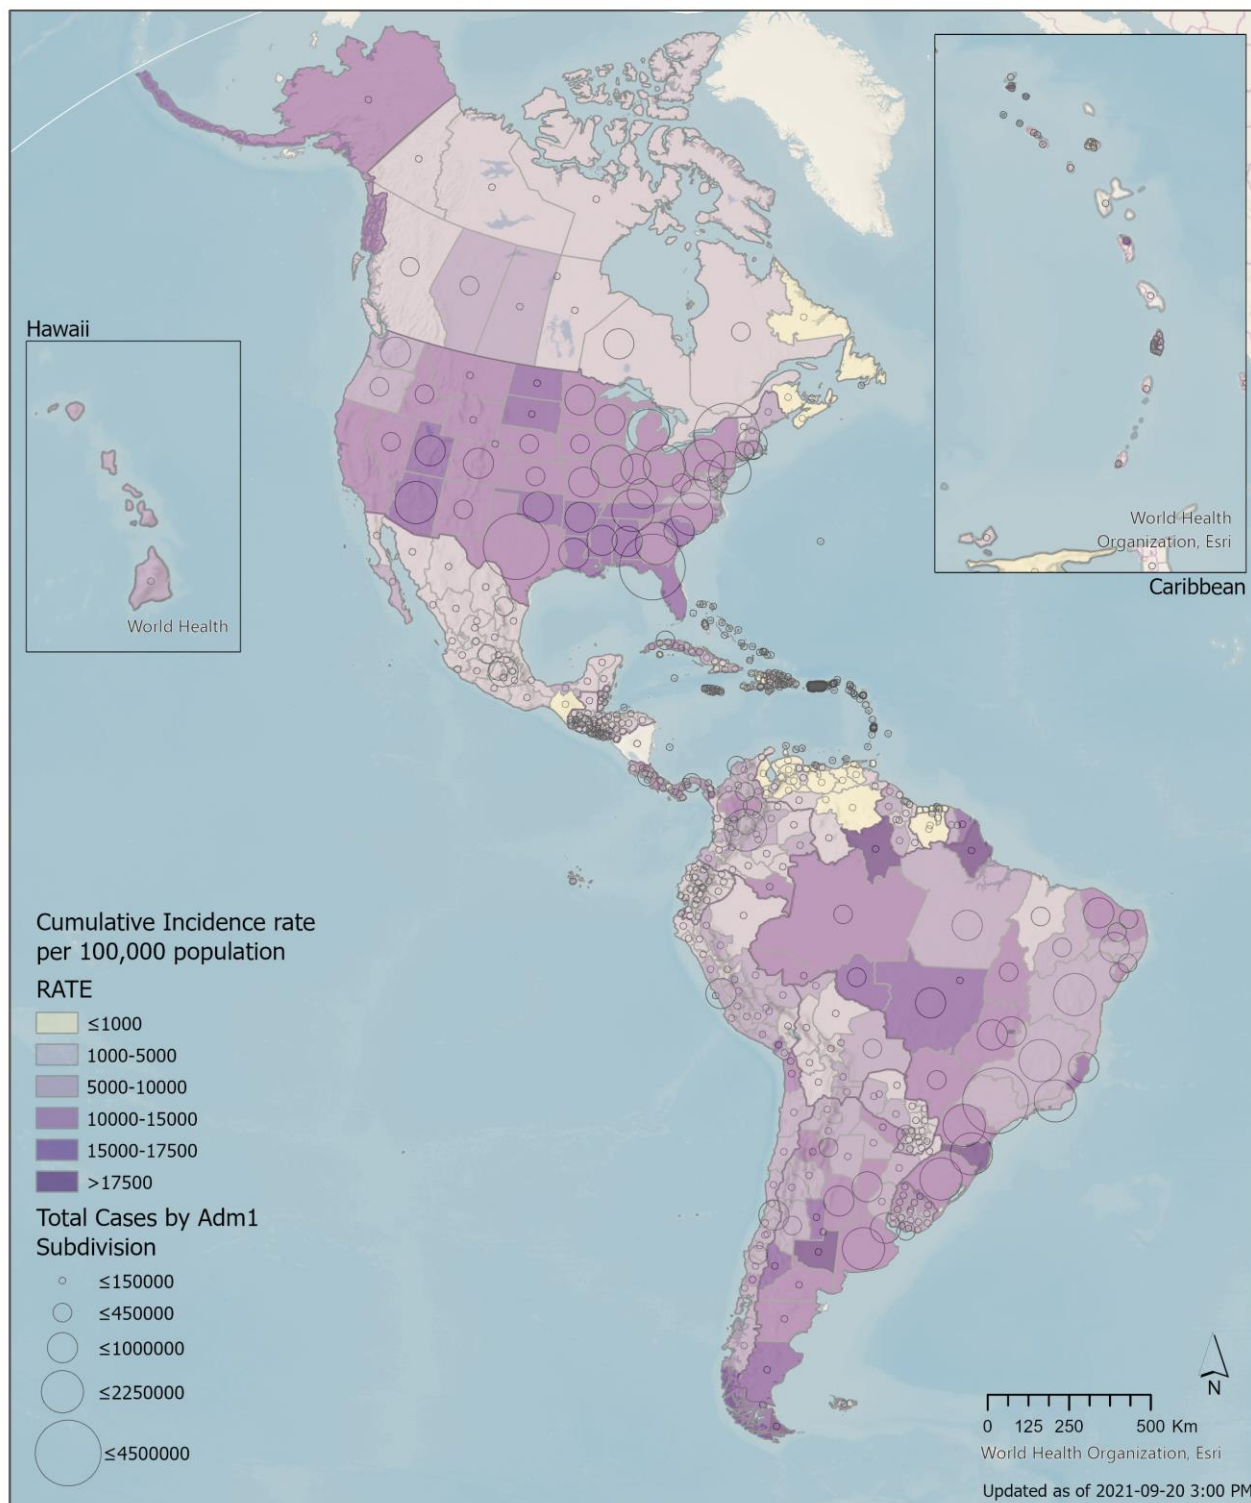 Hawaii
World Health
World Health
Organization, Esri
Caribbean
Cumulative Incidence rate
per 100,000 population
RATE
≤1000
1000-5000
5000-10000
10000-15000
15000-17500
>17500
Total Cases by Adm1
Subdivision
≤150000
≤450000
≤1000000
≤2250000
≤4500000
N
0 125 250 500 Km
World Health Organization, Esri
Updated as of 2021-09-20 3:00 PM